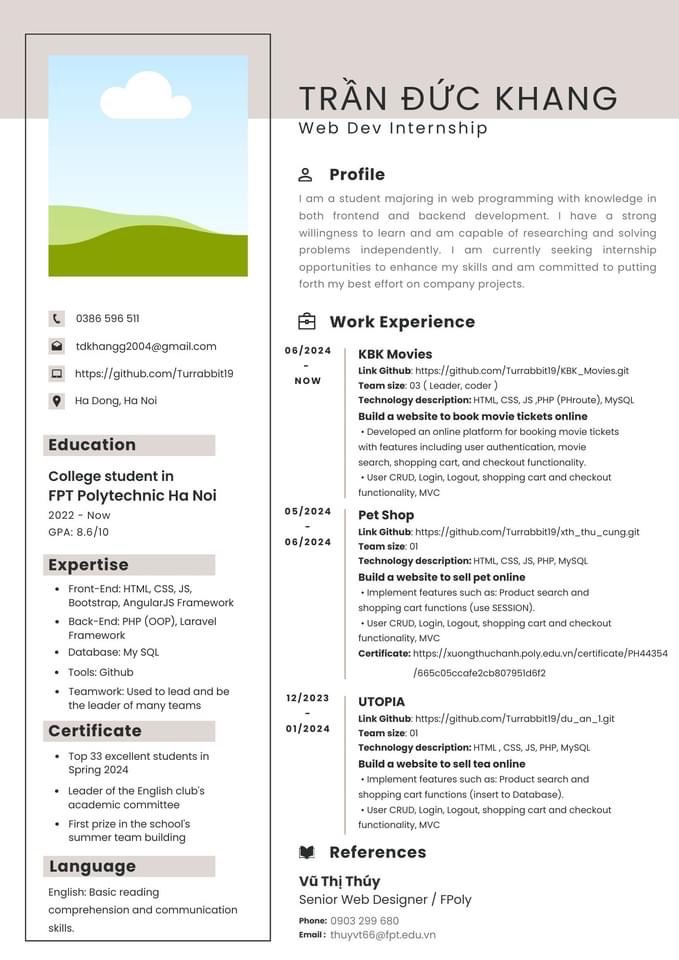 TRẦN ĐỨC KHANG
Web Dev Internship
0386 596 511
tdkhangg2004@gmail.com
https://github.com/Turrabbit19
Ha Dong, Ha Noi
Education
College student in
FPT Polytechnic Ha Noi
2022 - Now
GPA: 8.6/10
Expertise
• Front-End: HTML, CSS, JS,
Bootstrap, AngularJS Framework
• Back-End: PHP (OOP), Laravel
Framework
• Database: My SQL
• Tools: Github
• Teamwork: Used to lead and be
the leader of many teams
Certificate
• Top 33 excellent students in
Spring 2024
• Leader of the English club's
academic committee
• First prize in the school's
summer team building
Language
English: Basic reading
comprehension and communication
skills.
Profile
I am a student majoring in web programming with knowledge in
both frontend and backend development. I have a strong
willingness to learn and am capable of researching and solving
problems independently. I am currently seeking internship
opportunities to enhance my skills and am committed to putting
forth my best effort on company projects.
Work Experience
06/2024
-
NOW
KBK Movies
Link Github: https://github.com/Turrabbit19/KBK_Movies.git
Team size: 03 ( Leader, coder )
Technology description: HTML, CSS, JS ,PHP (PHroute), MySQL
Build a website to book movie tickets online
• Developed an online platform for booking movie tickets
with features including user authentication, movie
search, shopping cart, and checkout functionality.
• User CRUD, Login, Logout, shopping cart and checkout
functionality, MVC
05/2024
-
06/2024
Pet Shop
Link Github: https://github.com/Turrabbit19/xth_thu_cung.git
Team size: 01
Technology description: HTML, CSS, JS, PHP, MySQL
Build a website to sell pet online
• Implement features such as: Product search and
shopping cart functions (use SESSION).
• User CRUD, Login, Logout, shopping cart and checkout
functionality, MVC
Certificate: https://xuongthuchanh.poly.edu.vn/certificate/PH44354
/665c05ccafe2cb807951d6f2
12/2023
-
01/2024
UTOPIA
Link Github: https://github.com/Turrabbit19/du_an_1.git
Team size: 01
Technology description: HTML , CSS, JS, PHP, MySQL
Build a website to sell tea online
• Implement features such as: Product search and
shopping cart functions (insert to Database).
• User CRUD, Login, Logout, shopping cart and checkout
functionality, MVC
References
Vũ Thị Thúy
Senior Web Designer / FPoly
Phone: 0903 299 680
Email : thuyvt66@fpt.edu.vn